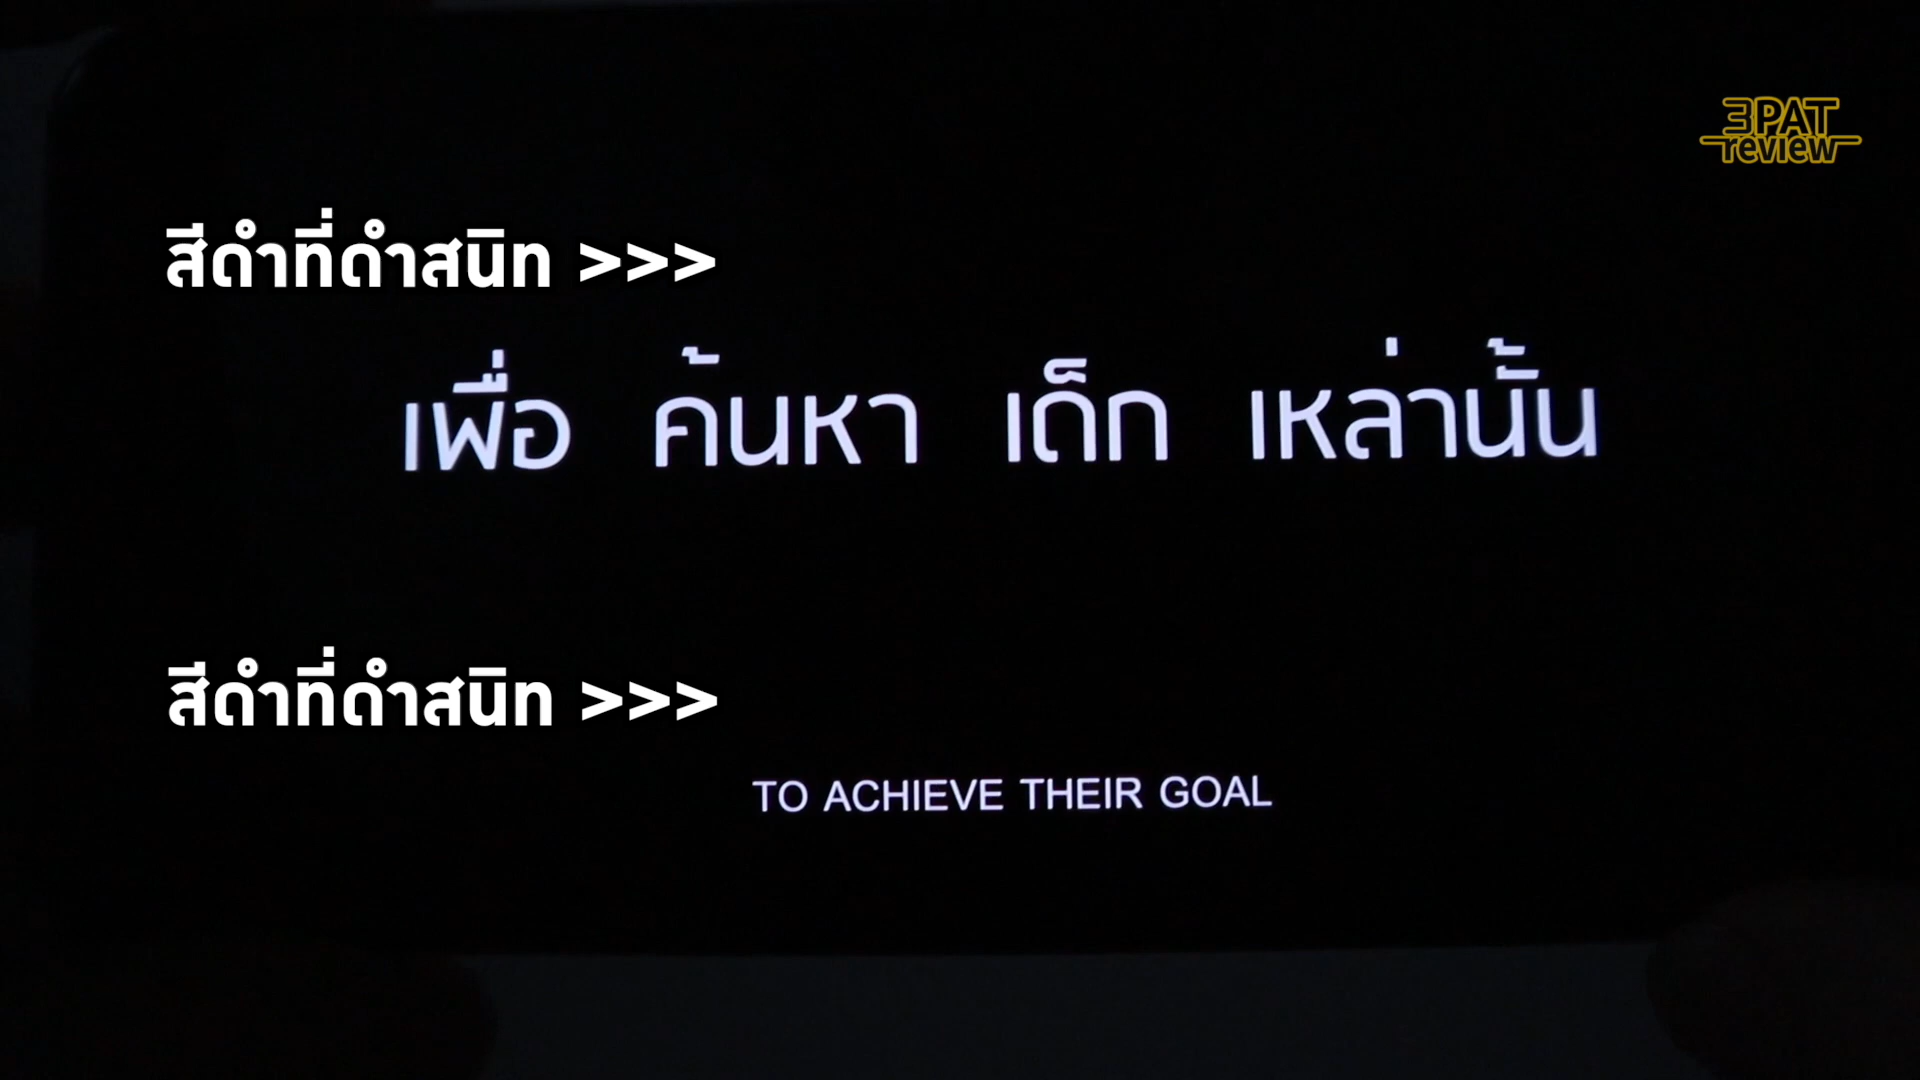 3PAT
review
สีดำที่ดำสนิท >>>
เพื่อ ค้นหา เด็ก เหล่านั้น
สีดำที่ดำสนิท >>>
TO ACHIEVE THEIR GOAL